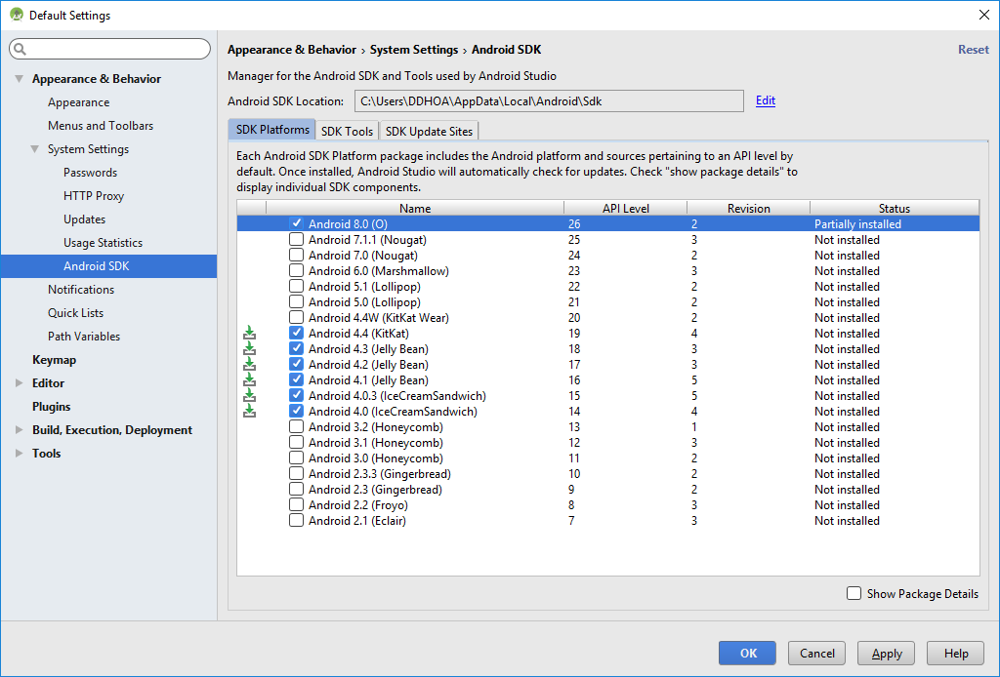 Default Settings
Appearance & Behavior › System Settings › Android SDK
Reset
Appearance & Behavior
Appearance
Menus and Toolbars
System Settings
Passwords
HTTP Proxy
Updates
Usage Statistics
Android SDK
Notifications
Quick Lists
Path Variables
Keymap
Editor
Plugins
Build, Execution, Deployment
Tools
Manager for the Android SDK and Tools used by Android Studio
Android SDK Location: C:\Users\DDHOA\AppData\Local\Android\Sdk Edit
SDK Platforms SDK Tools SDK Update Sites
Each Android SDK Platform package includes the Android platform and sources pertaining to an API level by
default. Once installed, Android Studio will automatically check for updates. Check "show package details" to
display individual SDK components.
Name API Level Revision Status
Android 8.0 (O) 26 2 Partially installed
Android 7.1.1 (Nougat) 25 3 Not installed
Android 7.0 (Nougat) 24 2 Not installed
Android 6.0 (Marshmallow) 23 3 Not installed
Android 5.1 (Lollipop) 22 2 Not installed
Android 5.0 (Lollipop) 21 2 Not installed
Android 4.4W (KitKat Wear) 20 2 Not installed
Android 4.4 (KitKat) 19 4 Not installed
Android 4.3 (Jelly Bean) 18 3 Not installed
Android 4.2 (Jelly Bean) 17 3 Not installed
Android 4.1 (Jelly Bean) 16 5 Not installed
Android 4.0.3 (IceCreamSandwich) 15 5 Not installed
Android 4.0 (IceCreamSandwich) 14 4 Not installed
Android 3.2 (Honeycomb) 13 1 Not installed
Android 3.1 (Honeycomb) 12 3 Not installed
Android 3.0 (Honeycomb) 11 2 Not installed
Android 2.3.3 (Gingerbread) 10 2 Not installed
Android 2.3 (Gingerbread) 9 2 Not installed
Android 2.2 (Froyo) 8 3 Not installed
Android 2.1 (Eclair) 7 3 Not installed
Show Package Details
OK Cancel Apply Help